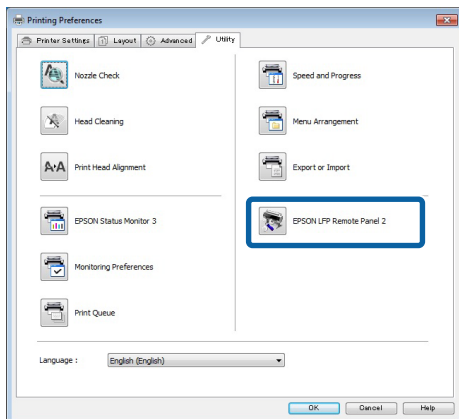 Printing Preferences
Printer Settings Layout Advanced Utility
Nozzle Check
Speed and Progress
Head Cleaning
Menu Arrangement
A·A Print Head Alignment
Export or Import
EPSON Status Monitor 3
EPSON LFP Remote Panel 2
Monitoring Preferences
Print Queue
Language : English (English)
OK Cancel Help